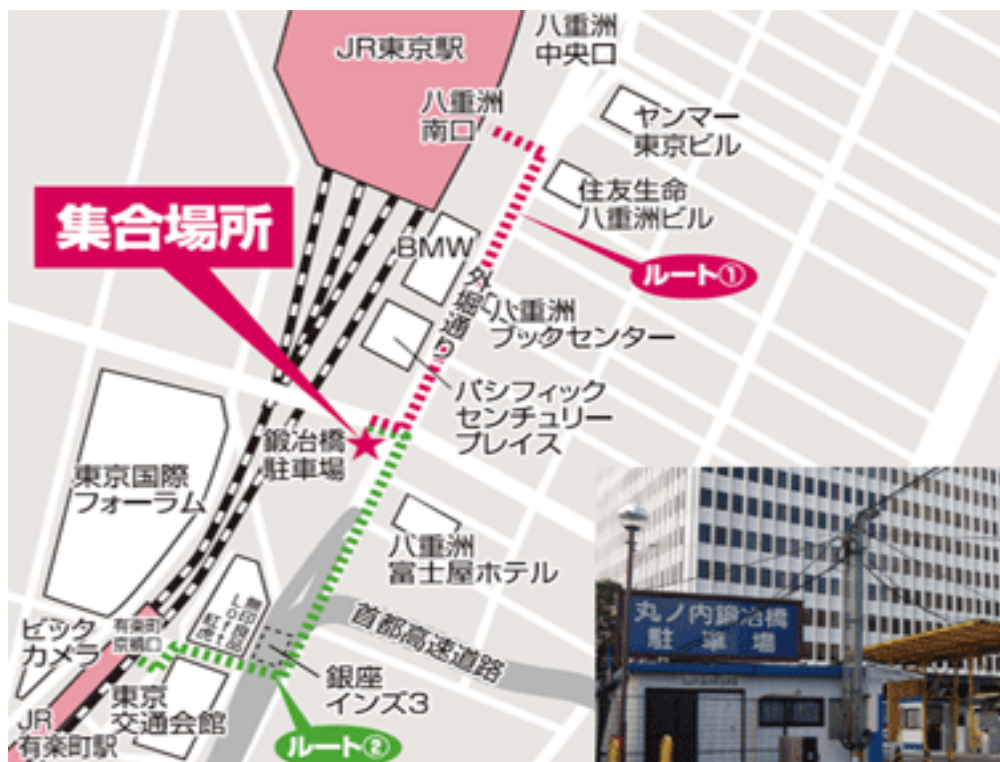 JR東京駅
八重洲
中央口
八重洲
南口
ヤンマー
東京ビル
住友生命
八重洲ビル
集合場所
BMW
ルート①
外堀通り
八重洲
ブックセンター
パシフィック
センチュリー
プレイス
鍛冶橋
駐車場
東京国際
フォーラム
八重洲
富士屋ホテル
無印良品
Loft
紅虎
首都高速道路
ビック
カメラ
有楽町
京橋口
銀座
インズ3
東京
交通会館
JR
有楽町駅
ルート②
丸ノ内鍛冶橋
駐車場